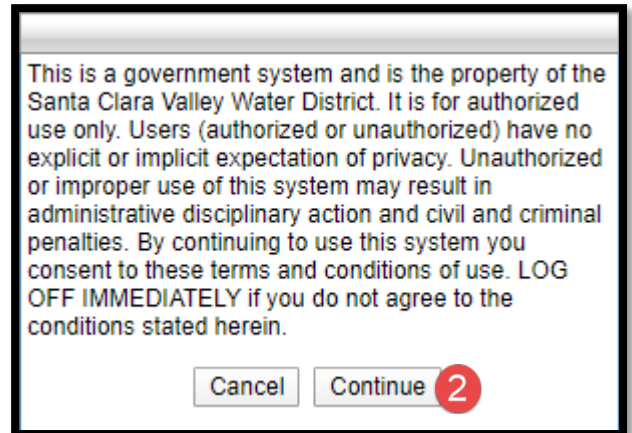 This is a government system and is the property of the
Santa Clara Valley Water District. It is for authorized
use only. Users (authorized or unauthorized) have no
explicit or implicit expectation of privacy. Unauthorized
or improper use of this system may result in
administrative disciplinary action and civil and criminal
penalties. By continuing to use this system you
consent to these terms and conditions of use. LOG
OFF IMMEDIATELY if you do not agree to the
conditions stated herein.
Cancel Continue 2